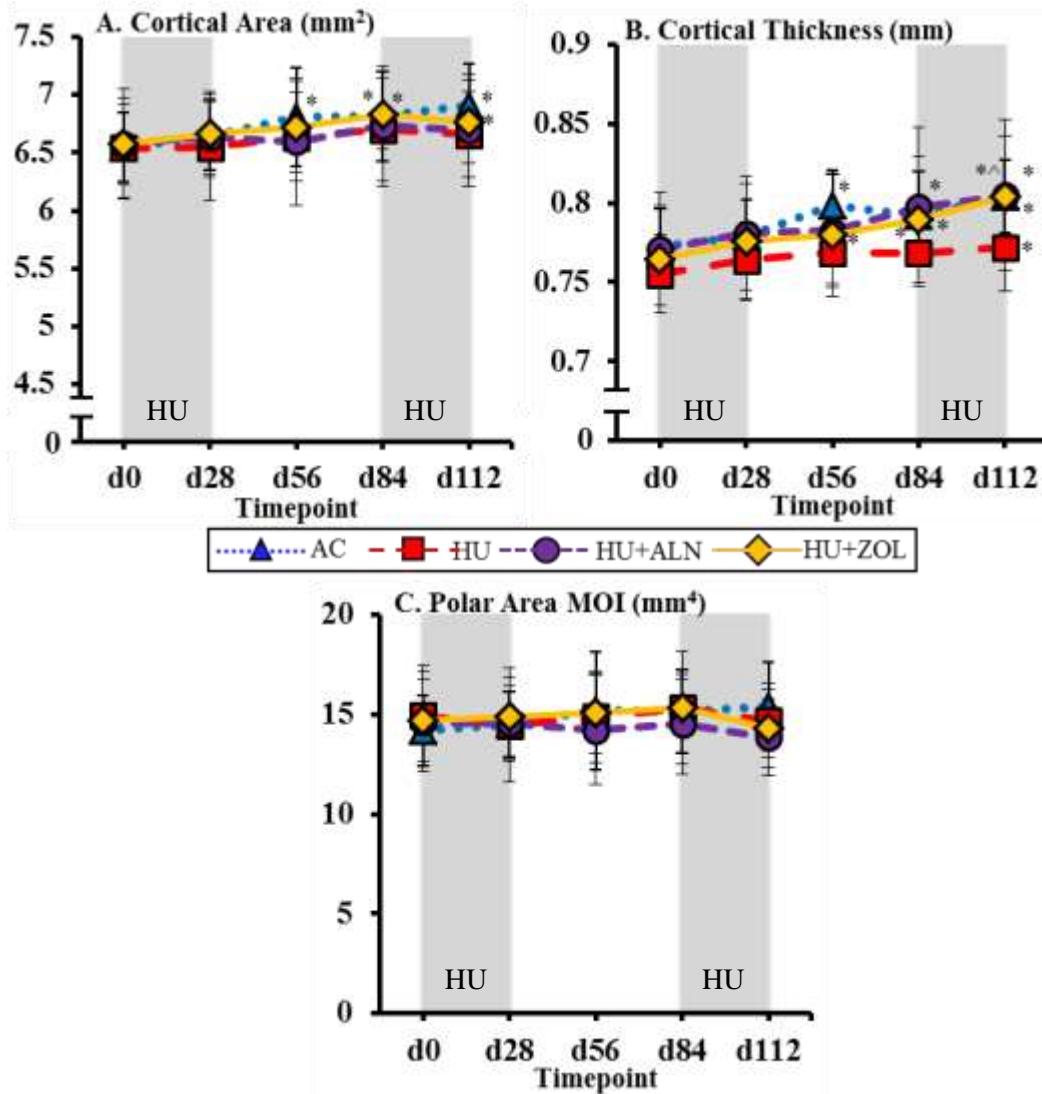 A. Cortical Area (mm²)
7.5
7
6.5
6
5.5
5
4.5
0
* * * * *
HU HU
d0 d28 d56 d84 d112
Timepoint
B. Cortical Thickness (mm)
0.9
0.85
0.8
0.75
0.7
0
*^ * * * * * * * *
HU HU
d0 d28 d56 d84 d112
Timepoint
AC HU HU+ALN HU+ZOL
C. Polar Area MOI (mm⁴)
20
15
10
5
0
HU HU
d0 d28 d56 d84 d112
Timepoint